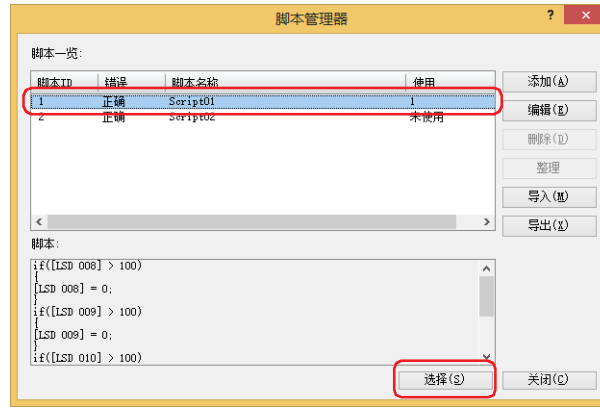 脚本管理器
? ×
脚本一览:
脚本ID 错误 脚本名称 使用
1 正确 Script01 1
2 正确 Script02 未使用
添加(A)
编辑(E)
删除(D)
整理
导入(M)
导出(X)
脚本:
if([LSD 008] > 100)
{
[LSD 008] = 0;
}
if([LSD 009] > 100)
{
[LSD 009] = 0;
}
if([LSD 010] > 100)
选择(S)
关闭(C)